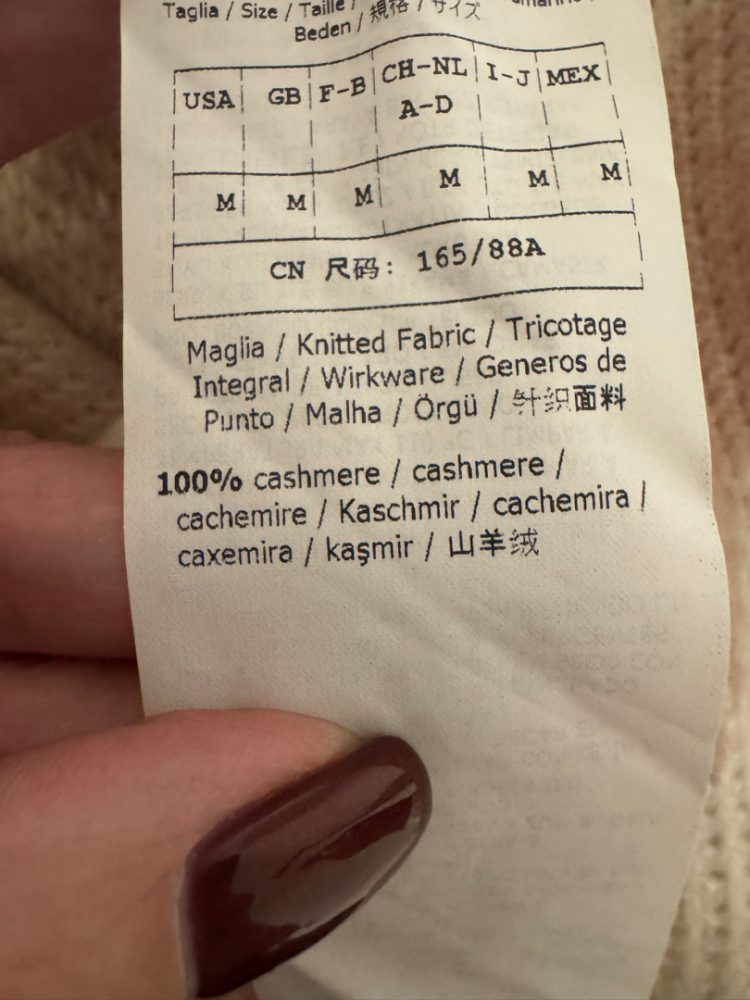 Taglia / Size / Taille /
Beden / 規格 / サイズ
USA GB F-B CH-NL A-D I-J MEX
M M M M M M
CN 尺码: 165/88A
Maglia / Knitted Fabric / Tricotage
Integral / Wirkware / Generos de
Punto / Malha / Örgü / 针织面料
100% cashmere / cashmere /
cachemire / Kaschmir / cachemira /
caxemira / kaşmir / 山羊绒